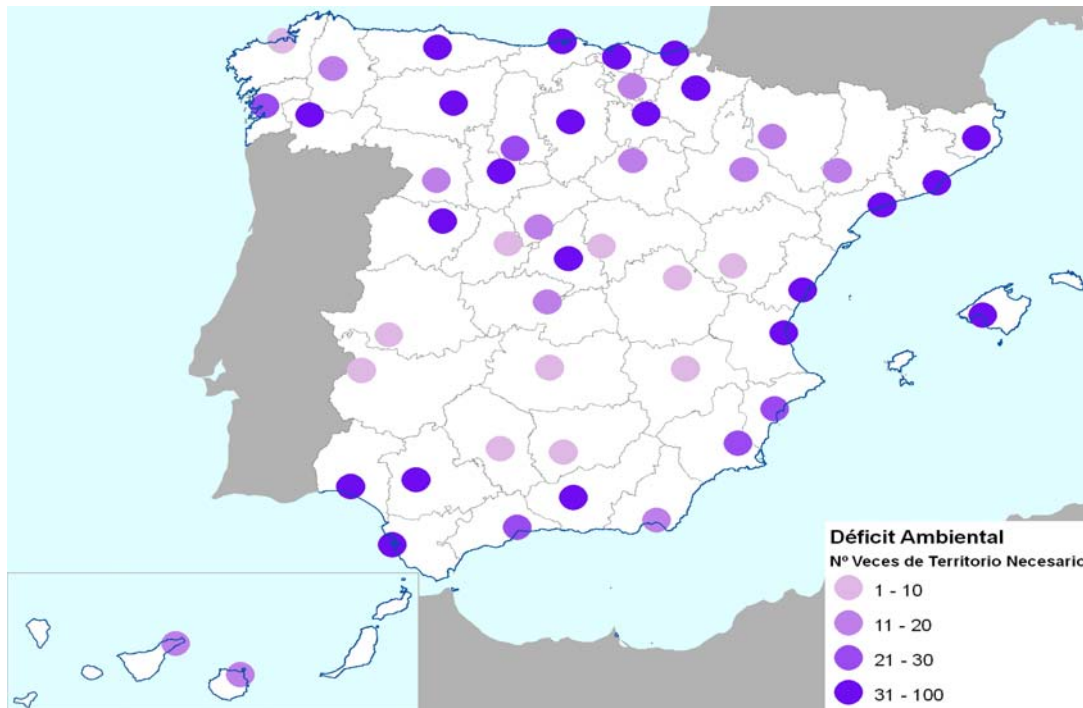 Déficit Ambiental
Nº Veces de Territorio Necesario
1 - 10
11 - 20
21 - 30
31 - 100